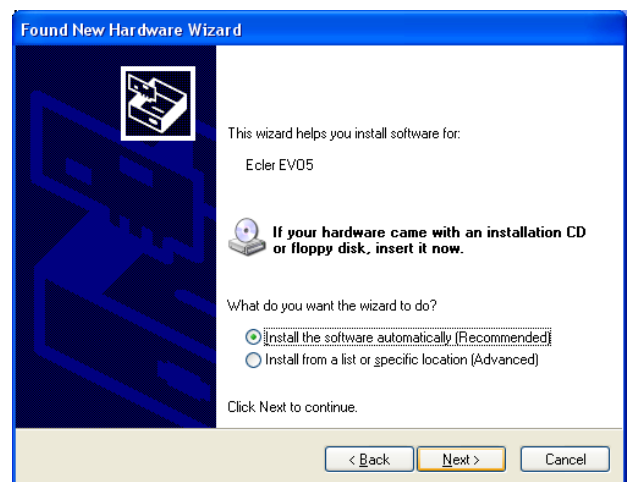 Found New Hardware Wizard
This wizard helps you install software for:
Ecler EVO5
If your hardware came with an installation CD
or floppy disk, insert it now.
What do you want the wizard to do?
Install the software automatically (Recommended)
Install from a list or specific location (Advanced)
Click Next to continue.
< Back Next > Cancel